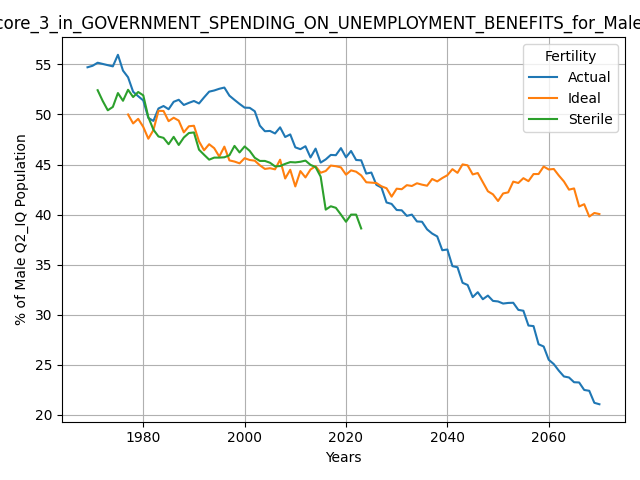 core_3_in_GOVERNMENT_SPENDING_ON_UNEMPLOYMENT_BENEFITS_for_Male
Fertility
Actual
Ideal
Sterile
% of Male Q2_IQ Population
55
50
45
40
35
30
25
20
1980 2000 2020 2040 2060
Years